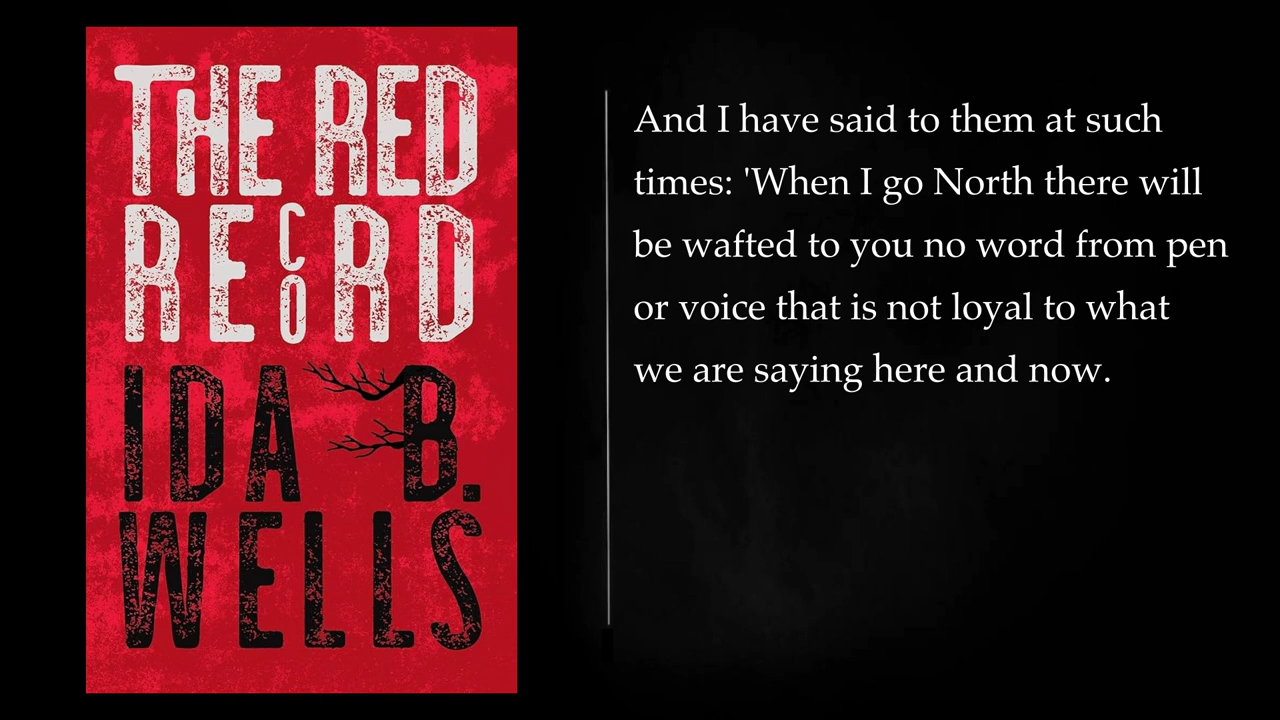 THE RED
RECORD
IDA B.
WELLS
And I have said to them at such
times: 'When I go North there will
be wafted to you no word from pen
or voice that is not loyal to what
we are saying here and now.